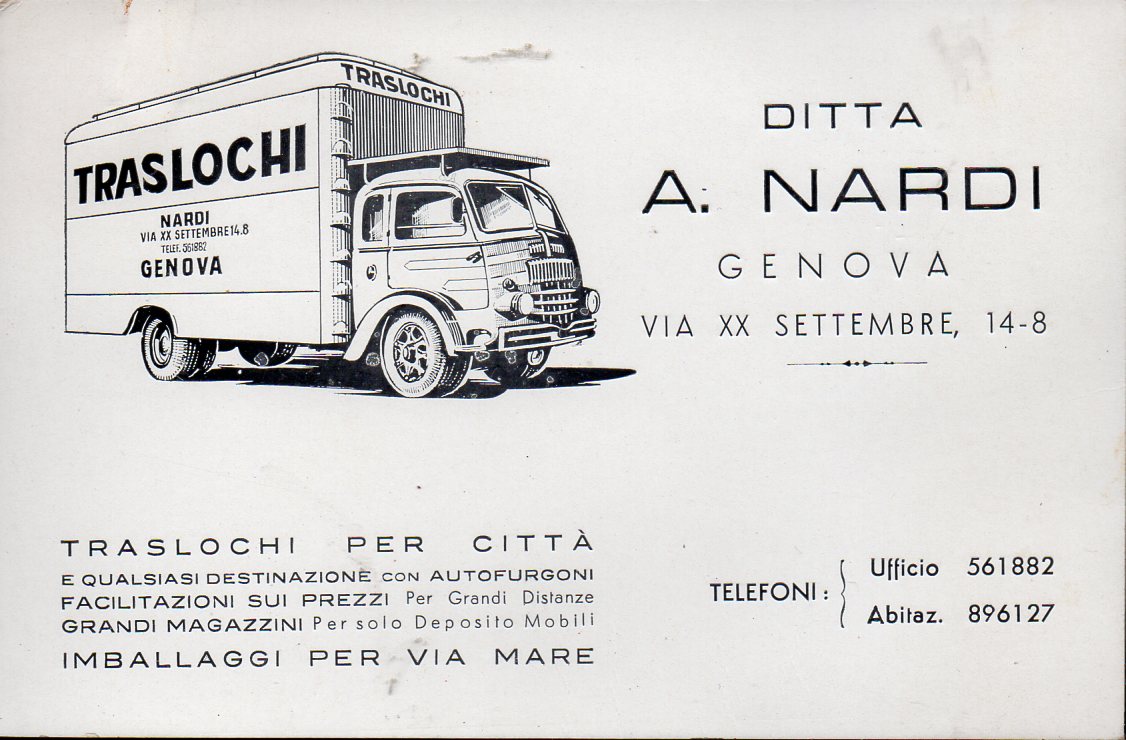 TRASLOCHI
TRASLOCHI
NARDI
VIA XX SETTEMBRE 14.8
TELEF. 561882
GENOVA
DITTA
A. NARDI
GENOVA
VIA XX SETTEMBRE, 14-8
TRASLOCHI PER CITTÀ
E QUALSIASI DESTINAZIONE CON AUTOFURGONI
FACILITAZIONI SUI PREZZI Per Grandi Distanze
GRANDI MAGAZZINI Per solo Deposito Mobili
IMBALLAGGI PER VIA MARE
TELEFONI:
Ufficio 561882
Abitaz. 896127